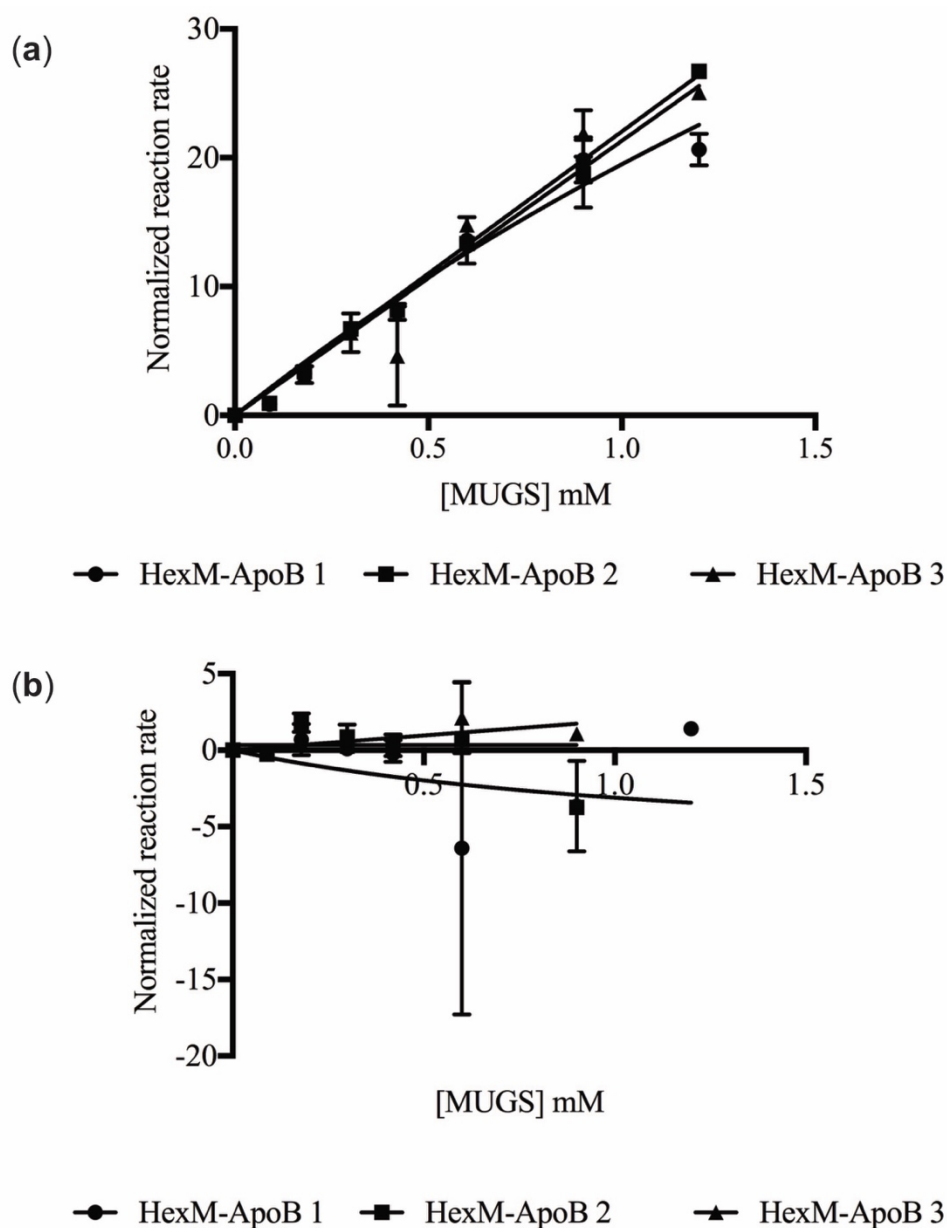 (a)
Normalized reaction rate
30
20
10
0
0.0 0.5 1.0 1.5
[MUGS] mM
HexM-ApoB 1 HexM-ApoB 2 HexM-ApoB 3
(b)
Normalized reaction rate
5
0
0.5 1.0 1.5
-5
-10
-15
-20
[MUGS] mM
HexM-ApoB 1 HexM-ApoB 2 HexM-ApoB 3